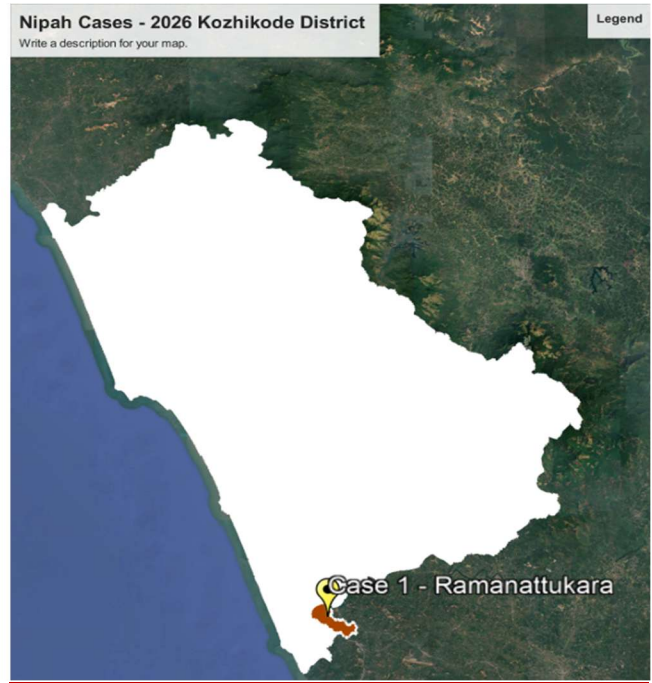 Nipah Cases - 2026 Kozhikode District
Write a description for your map.
Legend
Case 1 - Ramanattukara